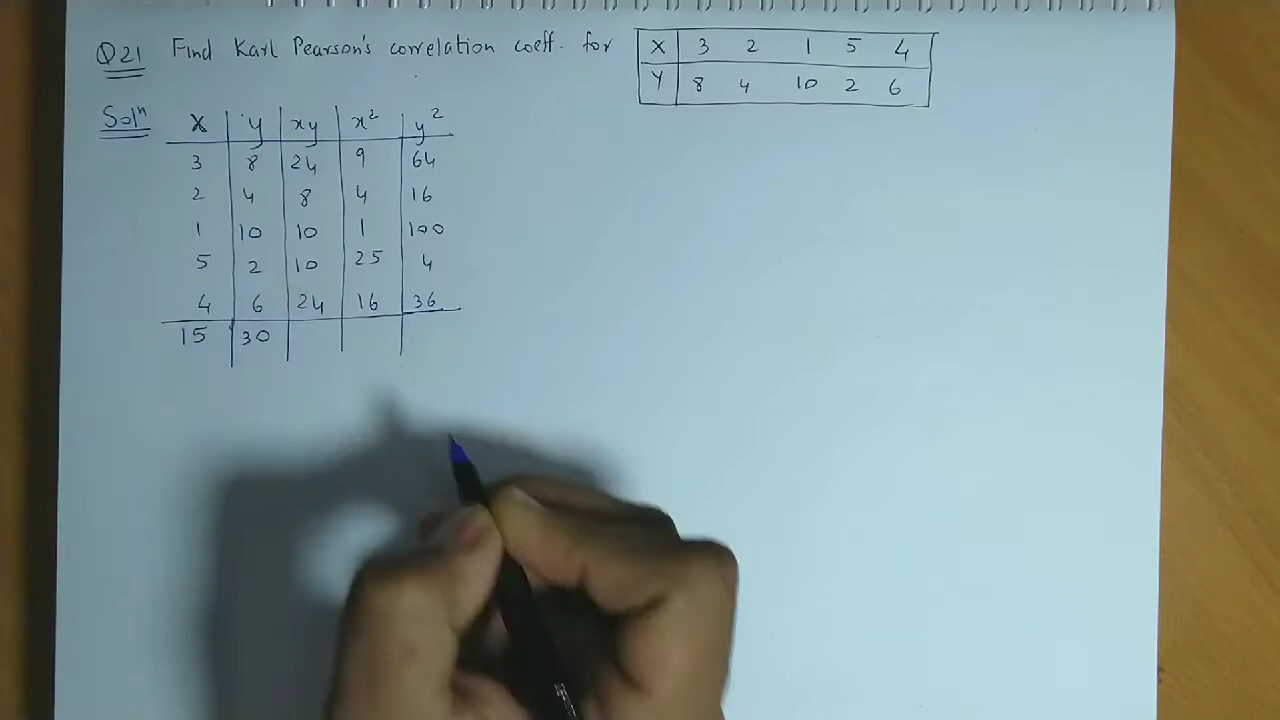 Q21 Find Karl Pearson's correlation coeff. for
X 3 2 1 5 4
Y 8 4 10 2 6
Solⁿ
X y xy x² y²
3 8 24 9 64
2 4 8 4 16
1 10 10 1 100
5 2 10 25 4
4 6 24 16 36
15 30